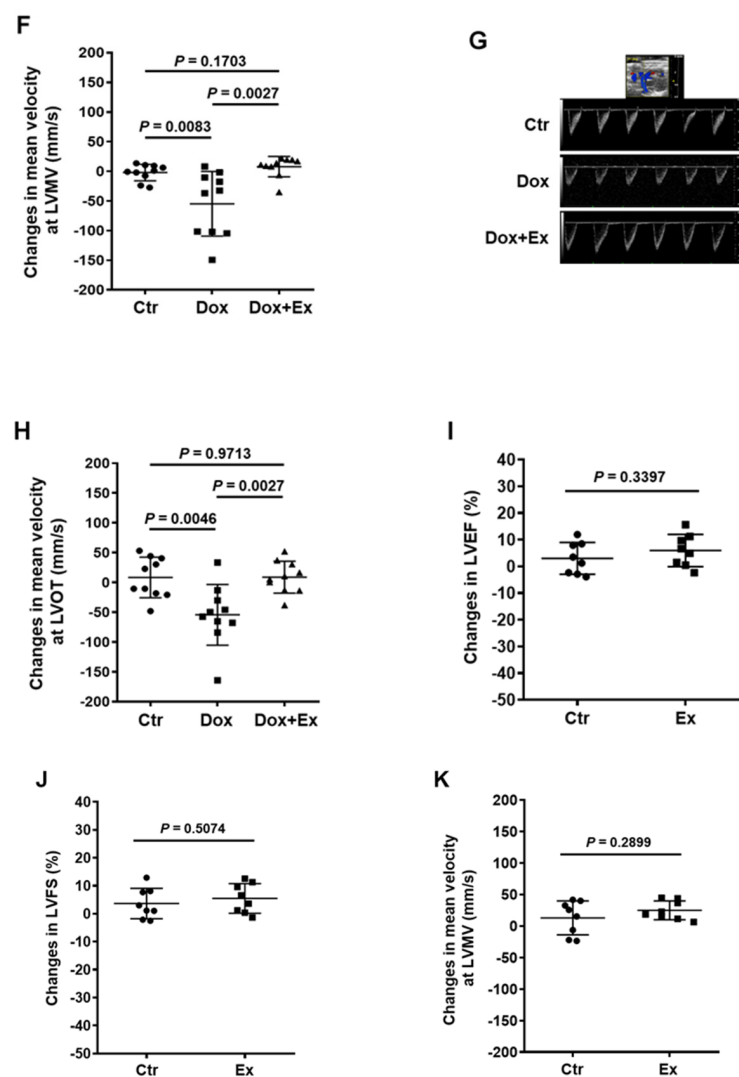 F
Changes in mean velocity
at LVMV (mm/s)
200
150
100
50
0
-50
-100
-150
-200
P = 0.1703
P = 0.0027
P = 0.0083
Ctr
Dox
Dox+Ex
G
Ctr
Dox
Dox+Ex
H
Changes in mean velocity
at LVOT (mm/s)
200
150
100
50
0
-50
-100
-150
-200
P = 0.9713
P = 0.0027
P = 0.0046
Ctr
Dox
Dox+Ex
I
Changes in LVEF (%)
40
30
20
10
0
-10
-20
-30
-40
-50
P = 0.3397
Ctr
Ex
J
Changes in LVFS (%)
40
30
20
10
0
-10
-20
-30
-40
-50
P = 0.5074
Ctr
Ex
K
Changes in mean velocity
at LVMV (mm/s)
200
150
100
50
0
-50
-100
-150
-200
P = 0.2899
Ctr
Ex